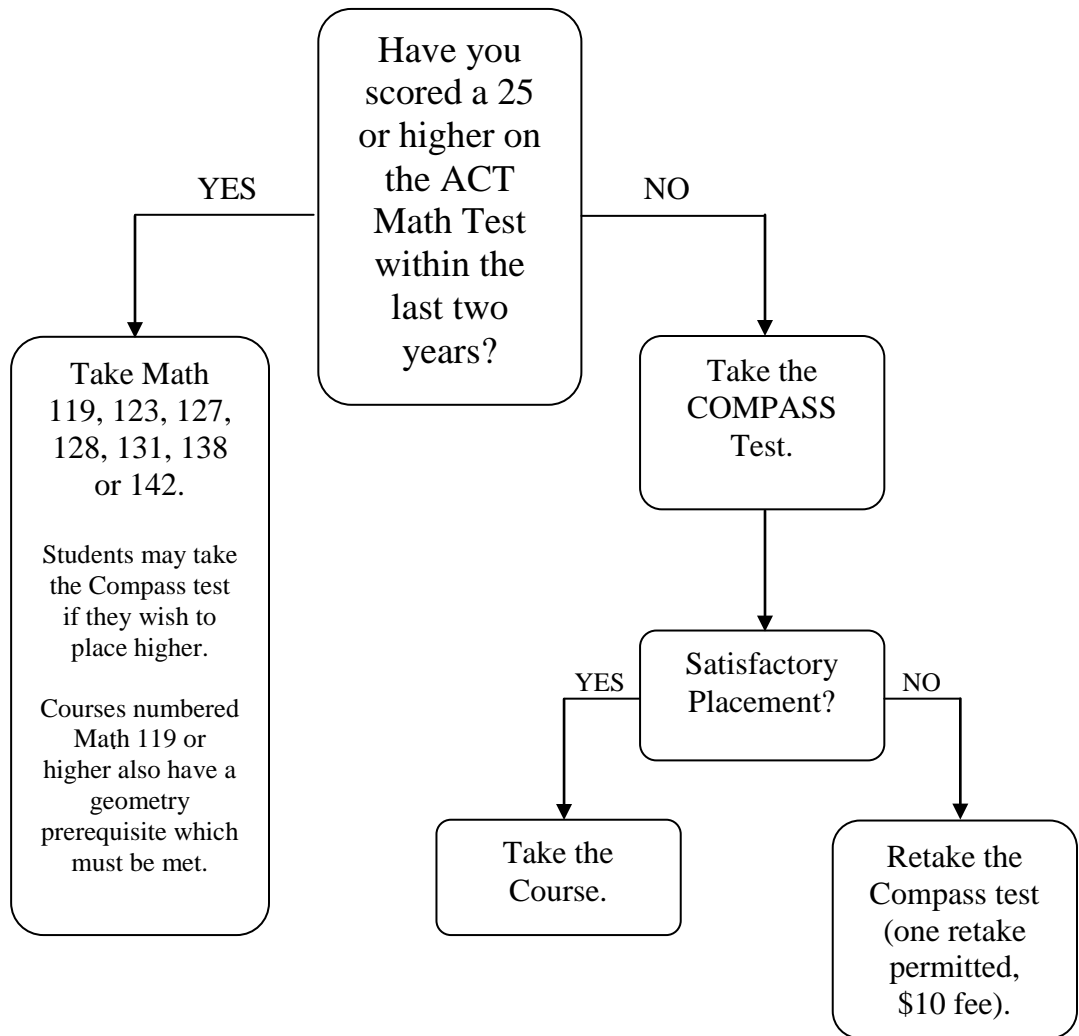 Have you
scored a 25
or higher on
the ACT
Math Test
within the
last two
years?
YES
NO
Take Math
119, 123, 127,
128, 131, 138
or 142.
Students may take
the Compass test
if they wish to
place higher.
Courses numbered
Math 119 or
higher also have a
geometry
prerequisite which
must be met.
Take the
COMPASS
Test.
Satisfactory
Placement?
YES
NO
Take the
Course.
Retake the
Compass test
(one retake
permitted,
$10 fee).